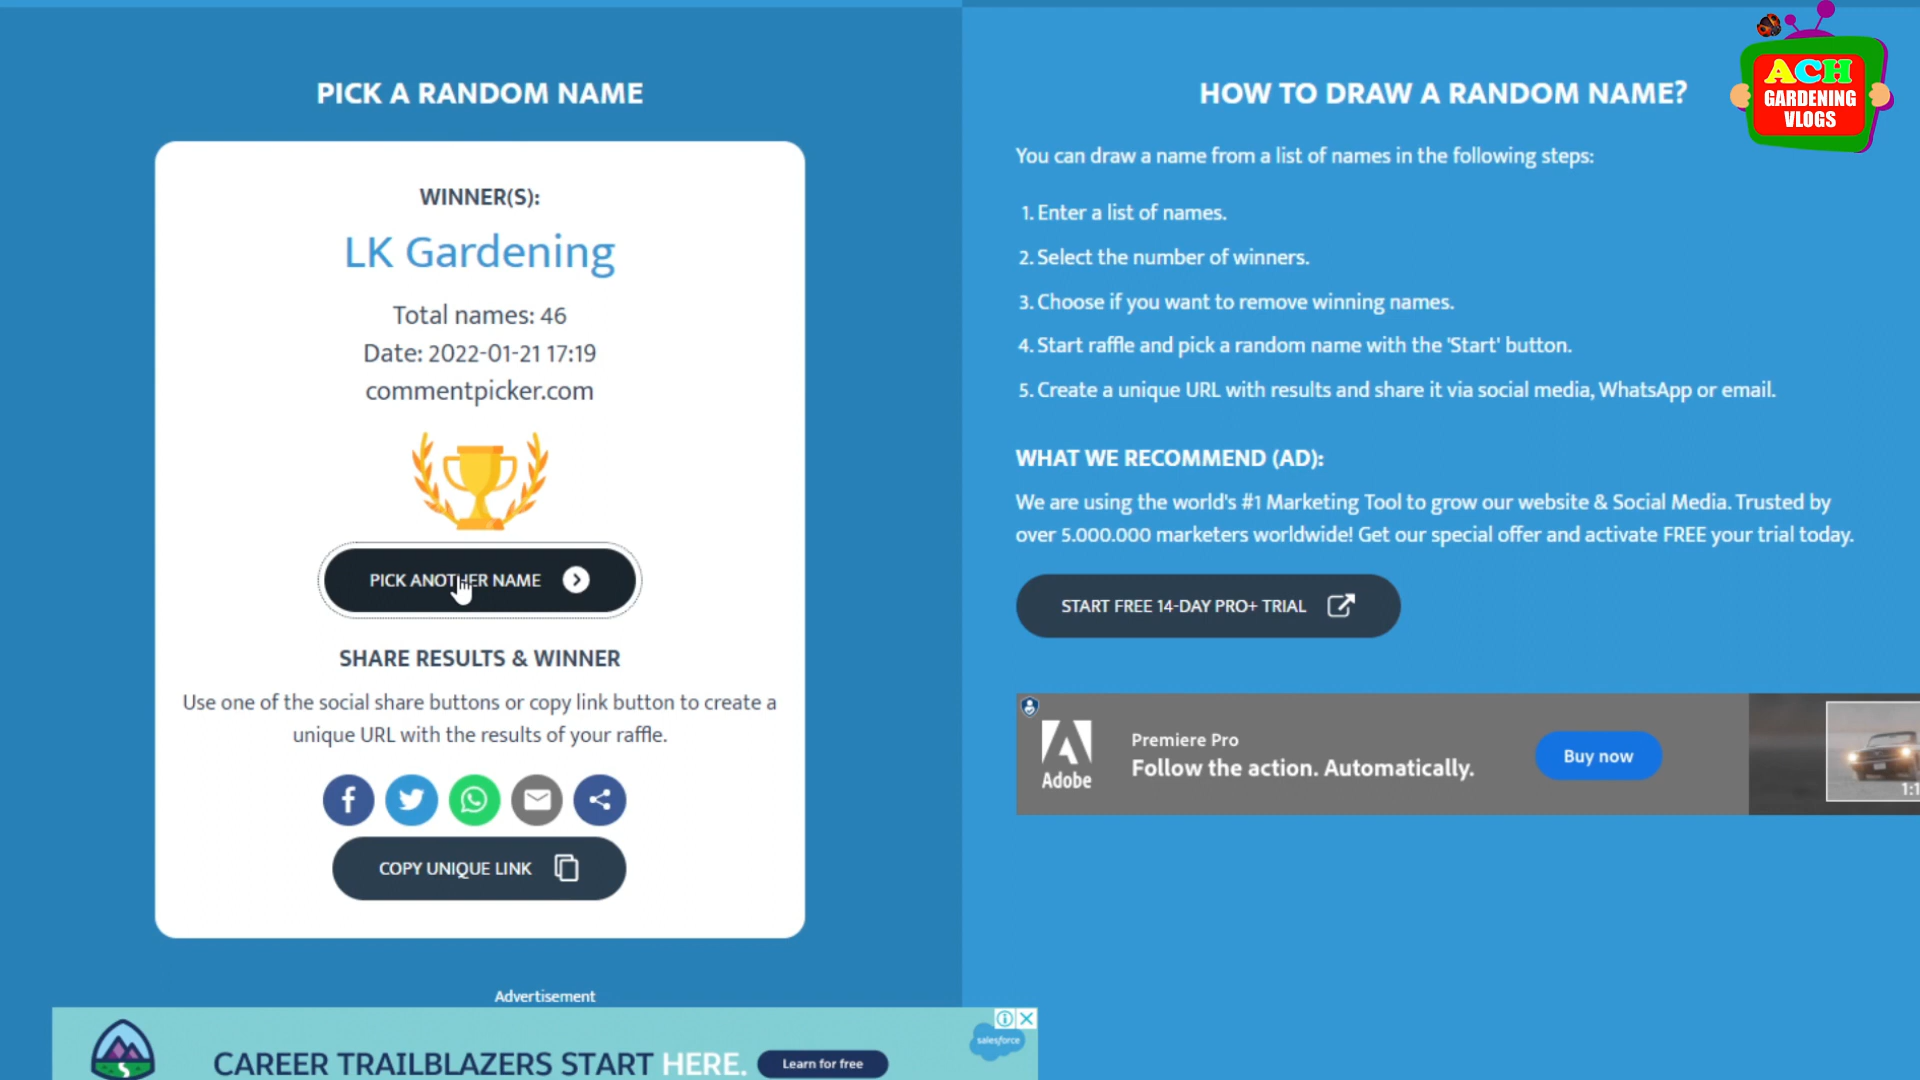 PICK A RANDOM NAME
WINNER(S):
LK Gardening
Total names: 46
Date: 2022-01-21 17:19
commentpicker.com
PICK ANOTHER NAME
SHARE RESULTS & WINNER
Use one of the social share buttons or copy link button to create a
unique URL with the results of your raffle.
COPY UNIQUE LINK
Advertisement
CAREER TRAILBLAZERS START HERE.
Learn for free
salesforce
HOW TO DRAW A RANDOM NAME?
You can draw a name from a list of names in the following steps:
1. Enter a list of names.
2. Select the number of winners.
3. Choose if you want to remove winning names.
4. Start raffle and pick a random name with the 'Start' button.
5. Create a unique URL with results and share it via social media, WhatsApp or email.
WHAT WE RECOMMEND (AD):
We are using the world's #1 Marketing Tool to grow our website & Social Media. Trusted by
over 5.000.000 marketers worldwide! Get our special offer and activate FREE your trial today.
START FREE 14-DAY PRO+ TRIAL
Adobe
Premiere Pro
Follow the action. Automatically.
Buy now
ACH
GARDENING
VLOGS